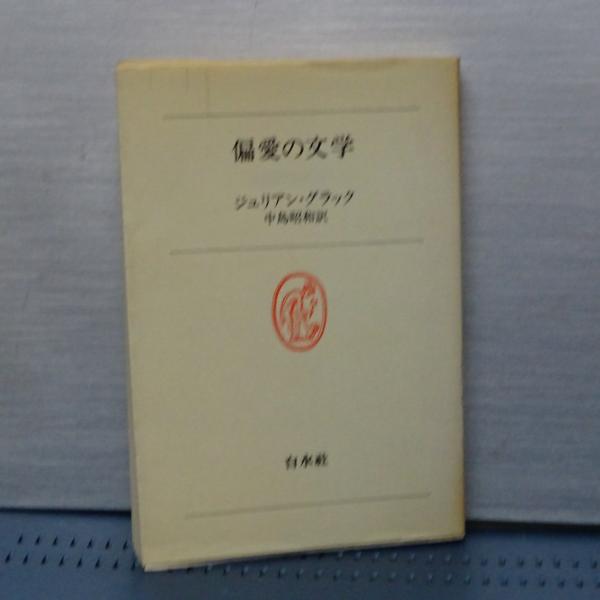 偏愛の文学
ジュリアン・グラック
中島昭和訳
白水社